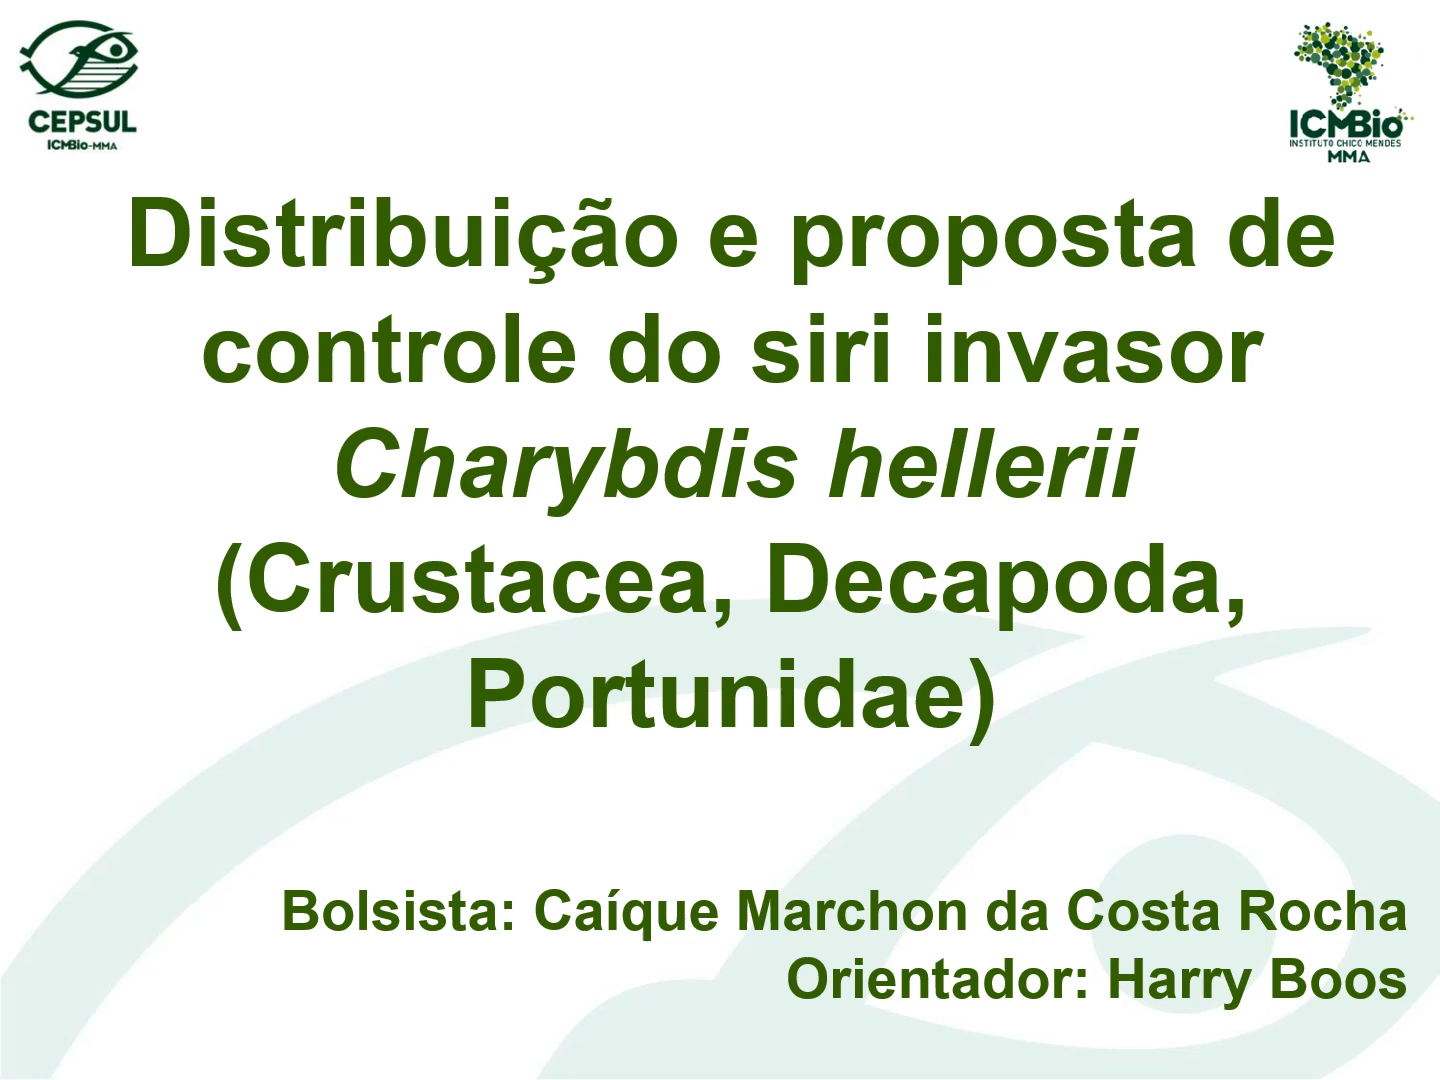 CEPSUL
ICMBio-MMA
ICMBio
INSTITUTO CHICO MENDES
MMA
Distribuição e proposta de
controle do siri invasor
Charybdis hellerii
(Crustacea, Decapoda,
Portunidae)
Bolsista: Caíque Marchon da Costa Rocha
Orientador: Harry Boos